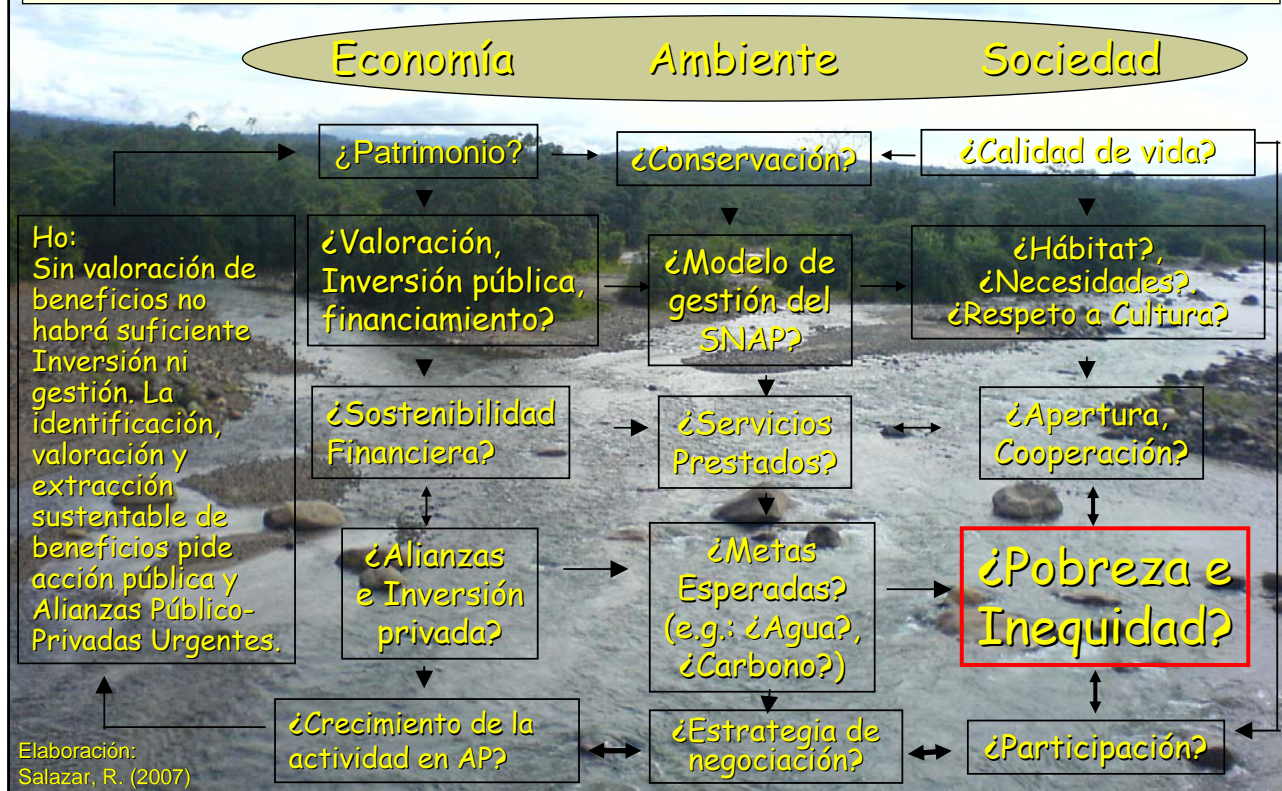 Economía
Ambiente
Sociedad
¿Patrimonio?
¿Conservación?
¿Calidad de vida?
Ho:
Sin valoración de
beneficios no
habrá suficiente
Inversión ni
gestión. La
identificación,
valoración y
extracción
sustentable de
beneficios pide
acción pública y
Alianzas Público-
Privadas Urgentes.
¿Valoración,
Inversión pública,
financiamiento?
¿Modelo de
gestión del
SNAP?
¿Hábitat?,
¿Necesidades?.
¿Respeto a Cultura?
¿Sostenibilidad
Financiera?
¿Servicios
Prestados?
¿Apertura,
Cooperación?
¿Alianzas
e Inversión
privada?
¿Metas
Esperadas?
(e.g.: ¿Agua?,
¿Carbono?)
¿Pobreza e
Inequidad?
¿Crecimiento de la
actividad en AP?
¿Estrategia de
negociación?
¿Participación?
Elaboración:
Salazar, R. (2007)